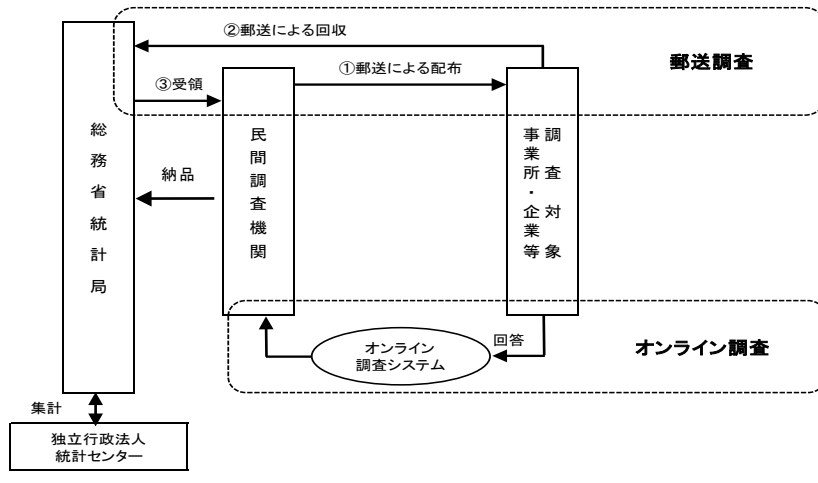 ②郵送による回収
郵送調査
①郵送による配布
③受領
総務省統計局
民間調査機関
調査対象
事業所・企業等
納品
オンライン調査
回答
オンライン
調査システム
集計
独立行政法人
統計センター